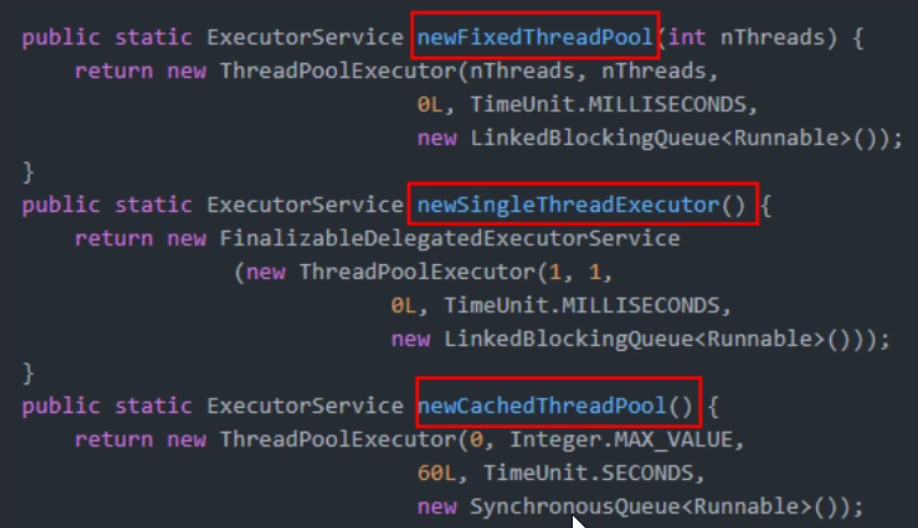 public static ExecutorService newFixedThreadPool(int nThreads) {
    return new ThreadPoolExecutor(nThreads, nThreads,
                                  0L, TimeUnit.MILLISECONDS,
                                  new LinkedBlockingQueue<Runnable>());
}
public static ExecutorService newSingleThreadExecutor() {
    return new FinalizableDelegatedExecutorService
                (new ThreadPoolExecutor(1, 1,
                                0L, TimeUnit.MILLISECONDS,
                                new LinkedBlockingQueue<Runnable>()));
}
public static ExecutorService newCachedThreadPool() {
    return new ThreadPoolExecutor(0, Integer.MAX_VALUE,
                                  60L, TimeUnit.SECONDS,
                                  new SynchronousQueue<Runnable>());